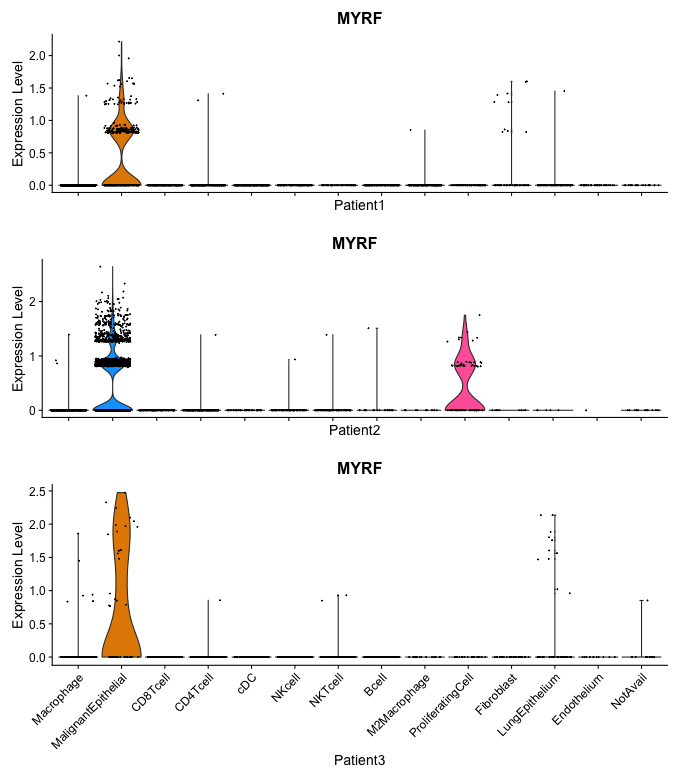 MYRF
Expression Level
2.0
1.5
1.0
0.5
0.0
Patient1
MYRF
Expression Level
2
1
0
Patient2
MYRF
Expression Level
2.5
2.0
1.5
1.0
0.5
0.0
Macrophage
MalignantEpithelial
CD8Tcell
CD4Tcell
cDC
NKcell
NKTcell
Bcell
M2Macrophage
ProliferatingCell
Fibroblast
LungEpithelium
Endothelium
NotAvail
Patient3